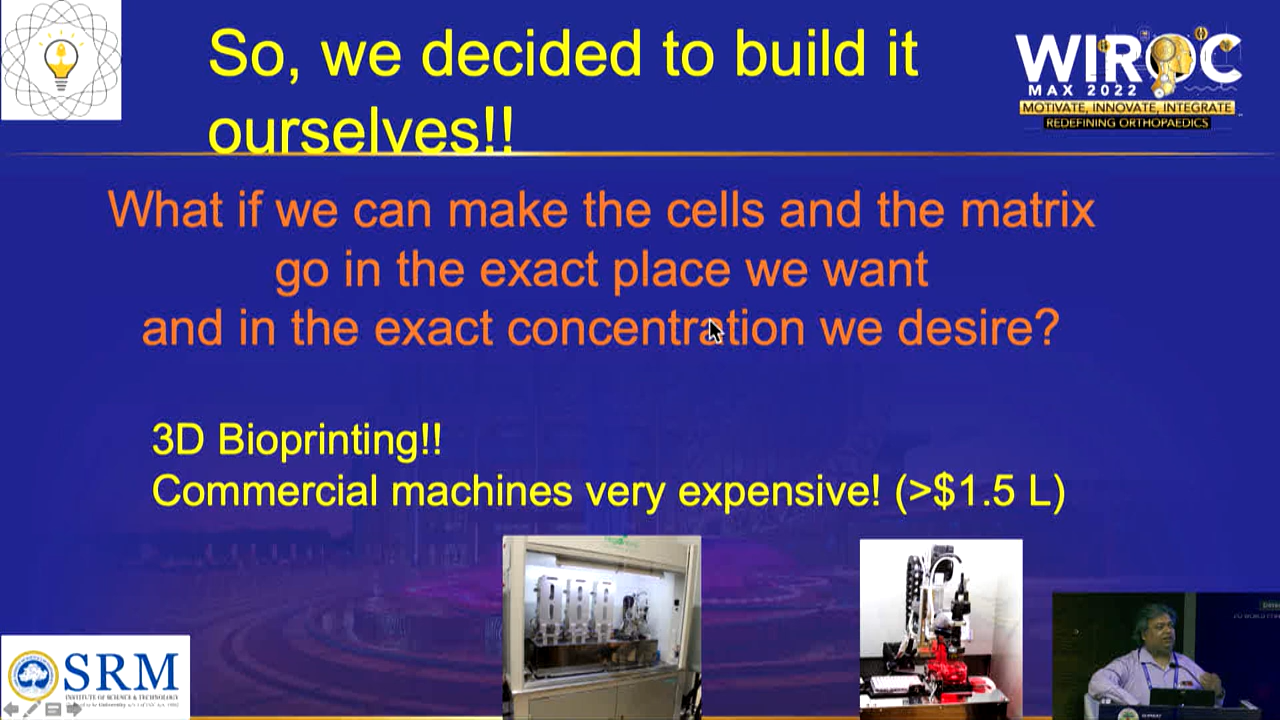 So, we decided to build it
ourselves!!
WIROC
MAX 2022
MOTIVATE, INNOVATE, INTEGRATE
REDEFINING ORTHOPAEDICS
What if we can make the cells and the matrix
go in the exact place we want
and in the exact concentration we desire?
3D Bioprinting!!
Commercial machines very expensive! (>$1.5 L)
SRM
INSTITUTE OF SCIENCE & TECHNOLOGY